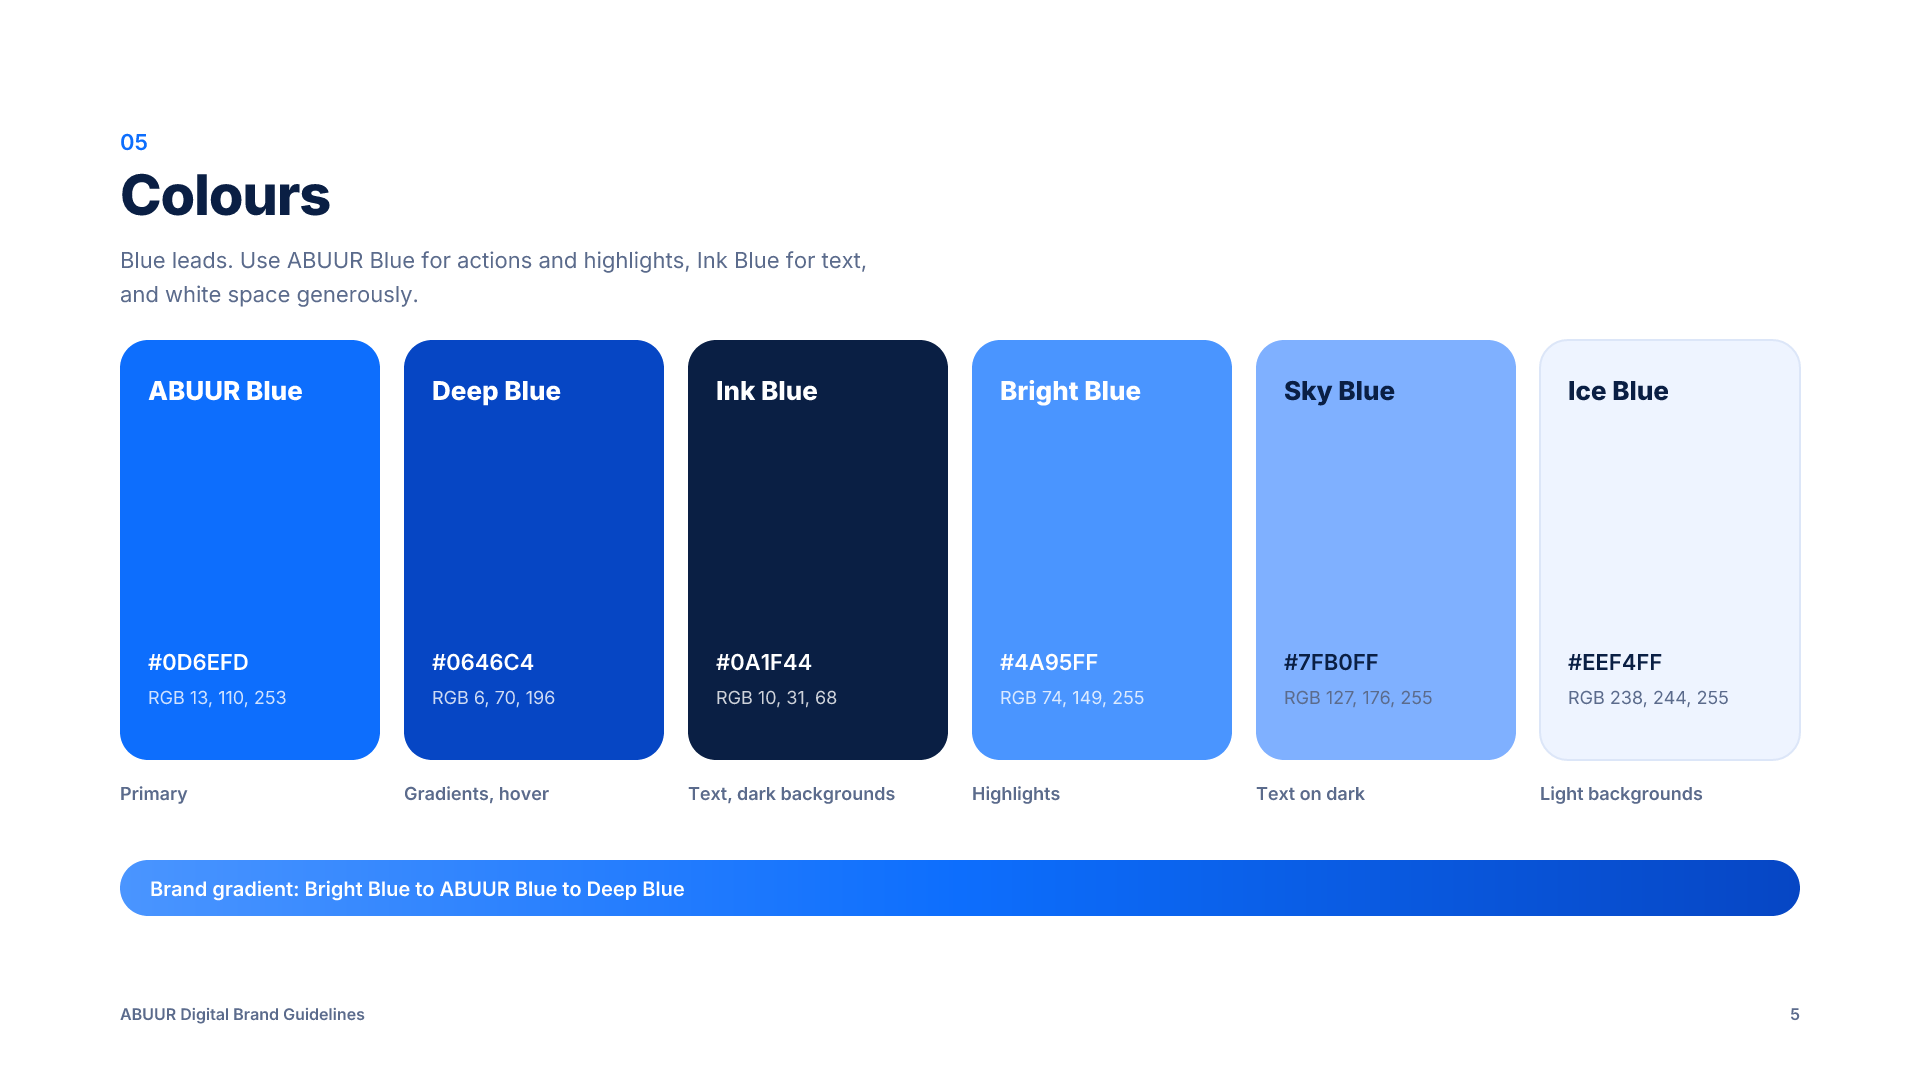 05
Colours
Blue leads. Use ABUUR Blue for actions and highlights, Ink Blue for text,
and white space generously.
ABUUR Blue
#0D6EFD
RGB 13, 110, 253
Primary
Deep Blue
#0646C4
RGB 6, 70, 196
Gradients, hover
Ink Blue
#0A1F44
RGB 10, 31, 68
Text, dark backgrounds
Bright Blue
#4A95FF
RGB 74, 149, 255
Highlights
Sky Blue
#7FB0FF
RGB 127, 176, 255
Text on dark
Ice Blue
#EEF4FF
RGB 238, 244, 255
Light backgrounds
Brand gradient: Bright Blue to ABUUR Blue to Deep Blue
ABUUR Digital Brand Guidelines
5